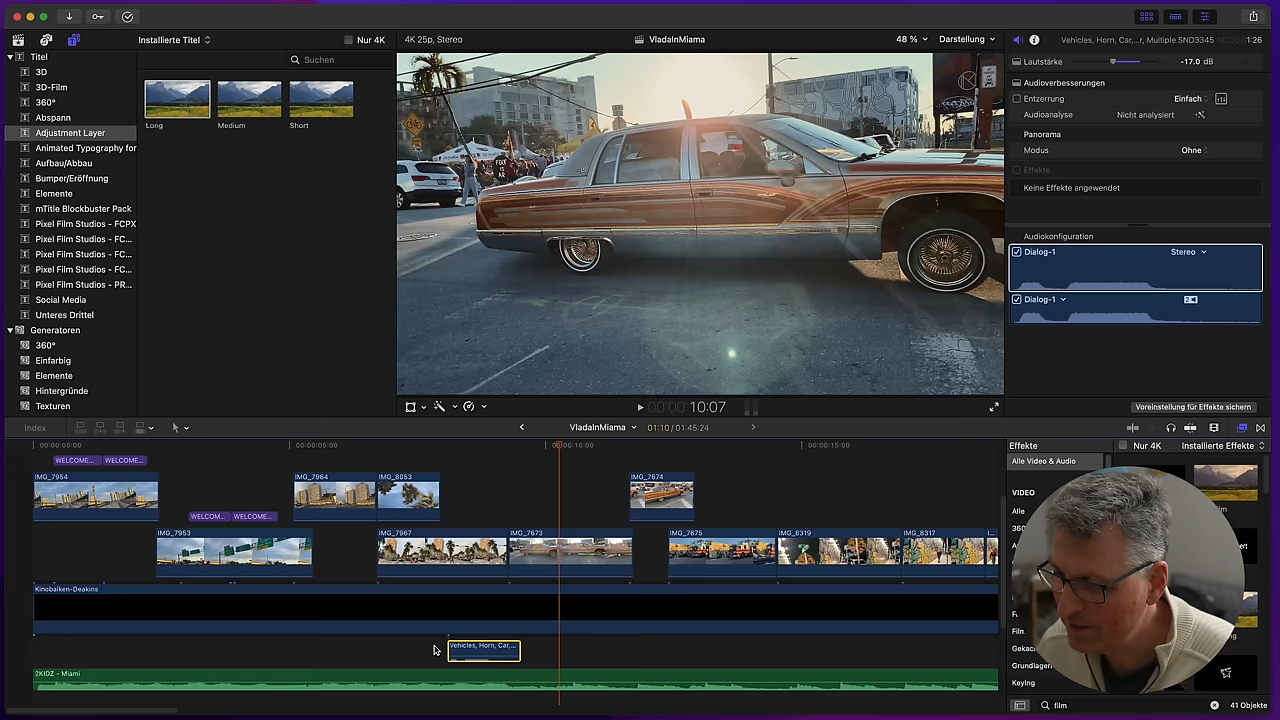 Installierte Titel
Nur 4K
4K 25p, Stereo
VladaInMiama
48 %
Darstellung
Vehicles, Horn, Car,...r, Multiple SND3345
1:26
Titel
3D
3D-Film
360°
Abspann
Adjustment Layer
Animated Typography for
Aufbau/Abbau
Bumper/Eröffnung
Elemente
mTitle Blockbuster Pack
Pixel Film Studios - FCPX
Pixel Film Studios - FC...
Pixel Film Studios - FC...
Pixel Film Studios - FC...
Pixel Film Studios - PR...
Social Media
Unteres Drittel
Generatoren
360°
Einfarbig
Elemente
Hintergründe
Texturen
Suchen
Long
Medium
Short
Lautstärke
-17.0 dB
Audioverbesserungen
Entzerrung
Einfach
Audioanalyse
Nicht analysiert
Panorama
Modus
Ohne
Effekte
Keine Effekte angewendet
Audiokonfiguration
Dialog-1
Stereo
Dialog-1
2
Voreinstellung für Effekte sichern
00:00:10:07
Index
VladaInMiama
01:10 / 01:45:24
00:00:00:00
00:00:05:00
00:00:10:00
00:00:15:00
WELCOME...
WELCOME...
IMG_7954
IMG_7964
IMG_8053
IMG_7674
WELCOM...
WELCOME...
IMG_7953
IMG_7967
IMG_7673
IMG_7675
IMG_8319
IMG_8317
I...
Kinobalken-Deakins
Vehicles, Horn, Car,...
2KIDZ - Miami
Effekte
Nur 4K
Installierte Effekte
Alle Video & Audio
VIDEO
Alle
Film
Gekac
Grundlage
Keying
film
41 Objekte